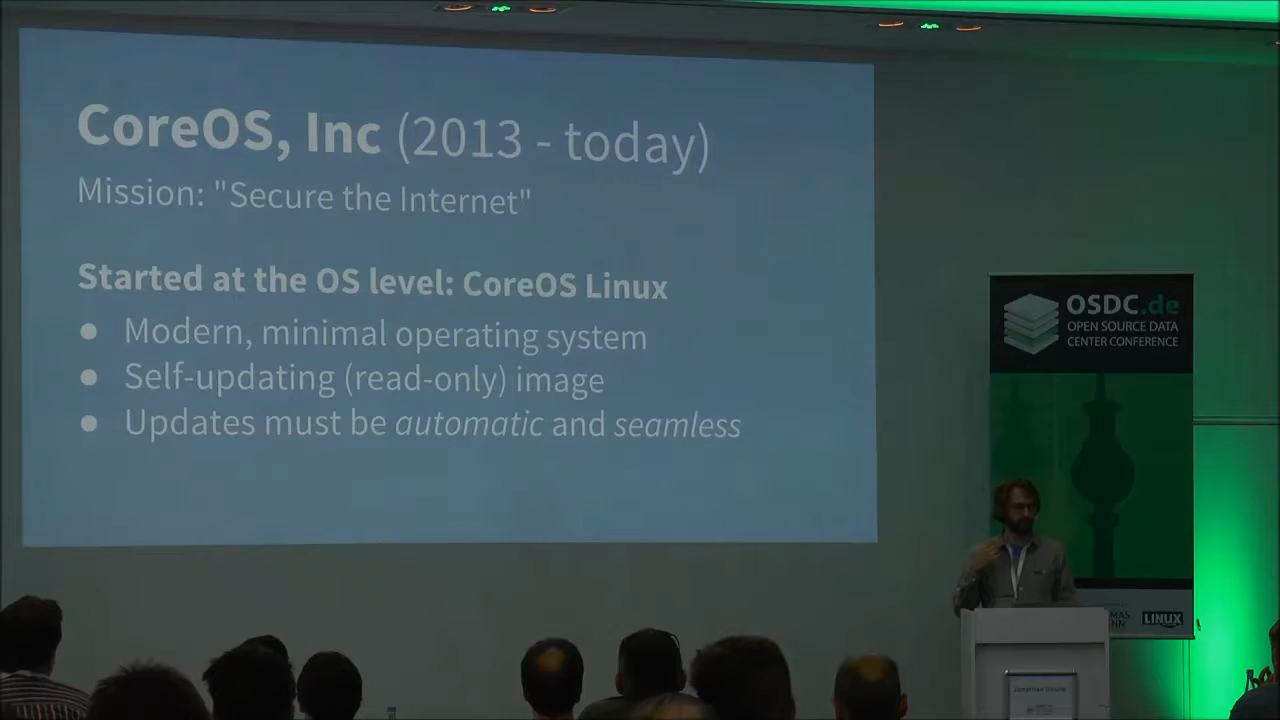 CoreOS, Inc (2013 - today)
Mission: "Secure the Internet"
Started at the OS level: CoreOS Linux
● Modern, minimal operating system
● Self-updating (read-only) image
● Updates must be automatic and seamless
OSDC.de
OPEN SOURCE DATA
CENTER CONFERENCE
LINUX
Jonathan